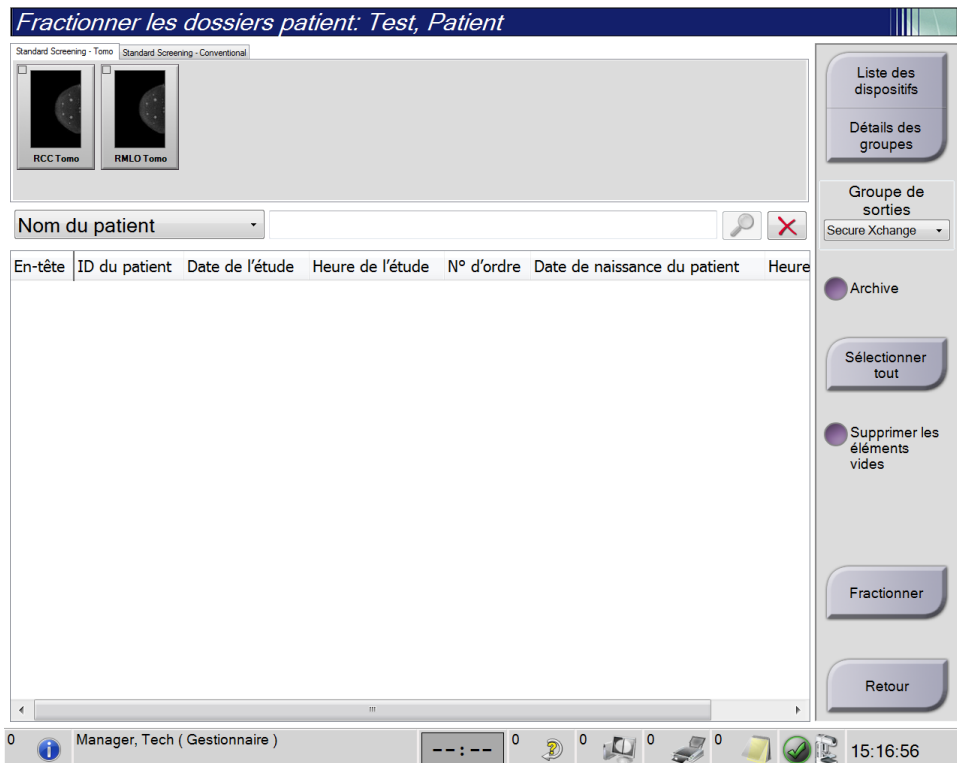 Fractionner les dossiers patient: Test, Patient
Standard Screening - Tomo Standard Screening - Conventional
RCC Tomo RMLO Tomo
Liste des
dispositifs
Détails des
groupes
Groupe de
sorties
Secure Xchange
Nom du patient
En-tête ID du patient Date de l'étude Heure de l'étude N° d'ordre Date de naissance du patient Heure
Archive
Sélectionner
tout
Supprimer les
éléments
vides
Fractionner
Retour
0 Manager, Tech ( Gestionnaire ) --:-- 0 0 0 0 15:16:56